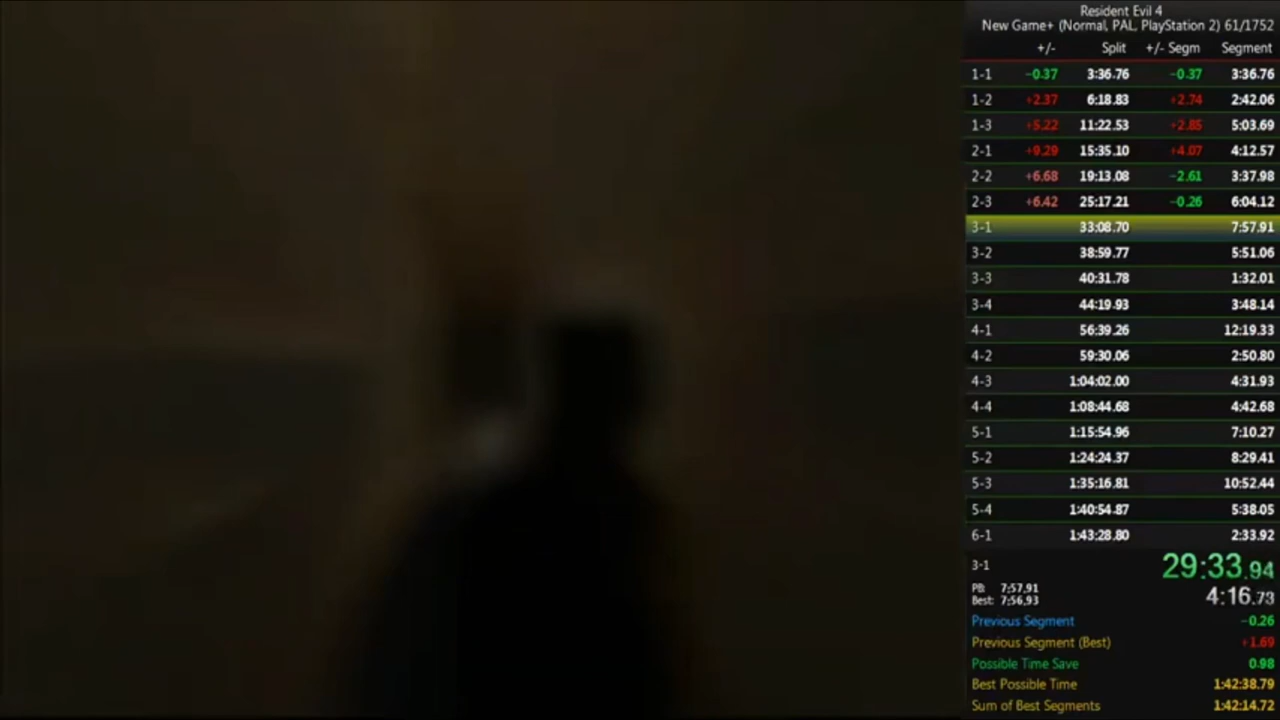 Resident Evil 4
New Game+ (Normal, PAL, PlayStation 2) 61/1752
+/- Split +/- Segm Segment
1-1 −0.37 3:36.76 −0.37 3:36.76
1-2 +2.37 6:18.83 +2.74 2:42.06
1-3 +5.22 11:22.53 +2.85 5:03.69
2-1 +9.29 15:35.10 +4.07 4:12.57
2-2 +6.68 19:13.08 −2.61 3:37.98
2-3 +6.42 25:17.21 −0.26 6:04.12
3-1 33:08.70 7:57.91
3-2 38:59.77 5:51.06
3-3 40:31.78 1:32.01
3-4 44:19.93 3:48.14
4-1 56:39.26 12:19.33
4-2 59:30.06 2:50.80
4-3 1:04:02.00 4:31.93
4-4 1:08:44.68 4:42.68
5-1 1:15:54.96 7:10.27
5-2 1:24:24.37 8:29.41
5-3 1:35:16.81 10:52.44
5-4 1:40:54.87 5:38.05
6-1 1:43:28.80 2:33.92
3-1 29:33.94
PB: 7:57.91
Best: 7:56.93 4:16.73
Previous Segment −0.26
Previous Segment (Best) +1.69
Possible Time Save 0.98
Best Possible Time 1:42:38.79
Sum of Best Segments 1:42:14.72